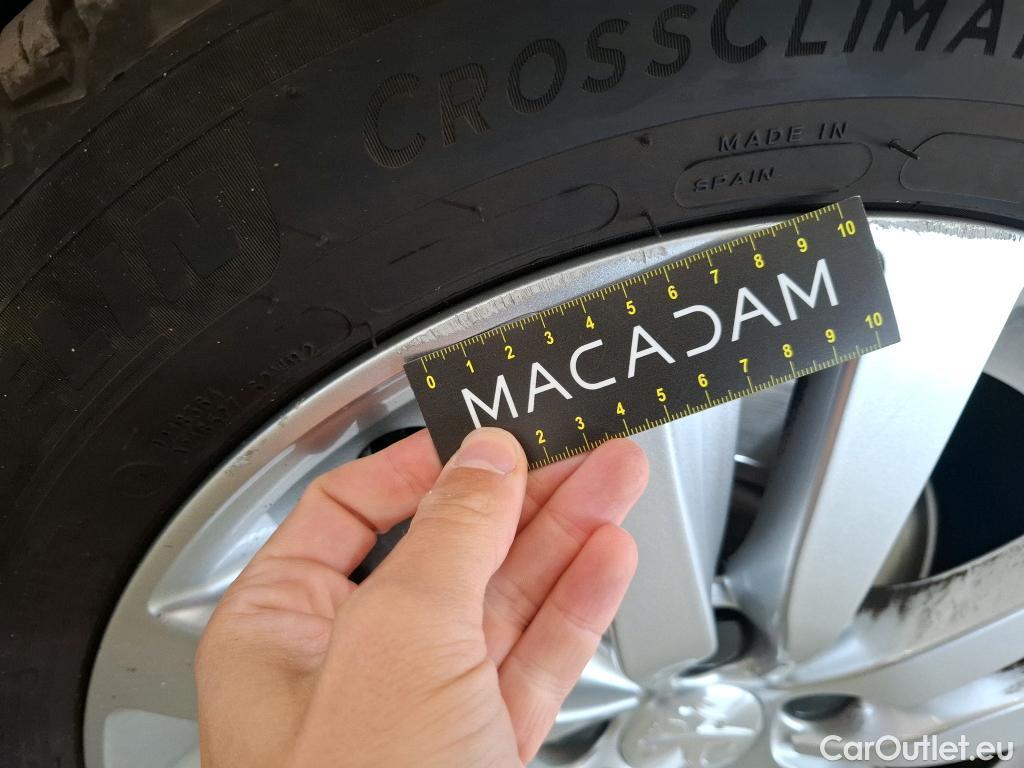 CROSSCLIMA
MADE IN
SPAIN
0 1 2 3 4 5 6 7 8 9 10
MACADAM
2 3 4 5 6 7 8 9 10
CarOutlet.eu